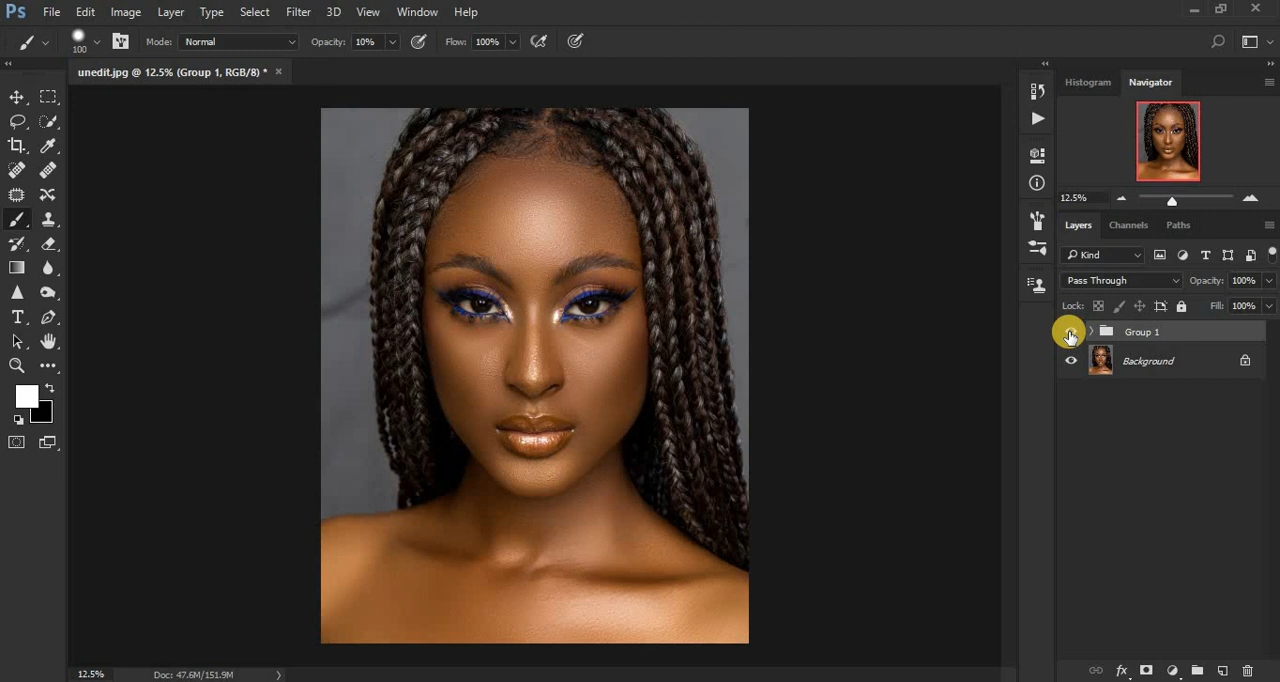 Ps File Edit Image Layer Type Select Filter 3D View Window Help
100 Mode: Normal Opacity: 10% Flow: 100%
unedit.jpg @ 12.5% (Group 1, RGB/8) * ×
Histogram Navigator
12.5%
Layers Channels Paths
Kind
Pass Through Opacity: 100%
Lock: Fill: 100%
Group 1
Background
12.5% Doc: 47.6M/151.9M